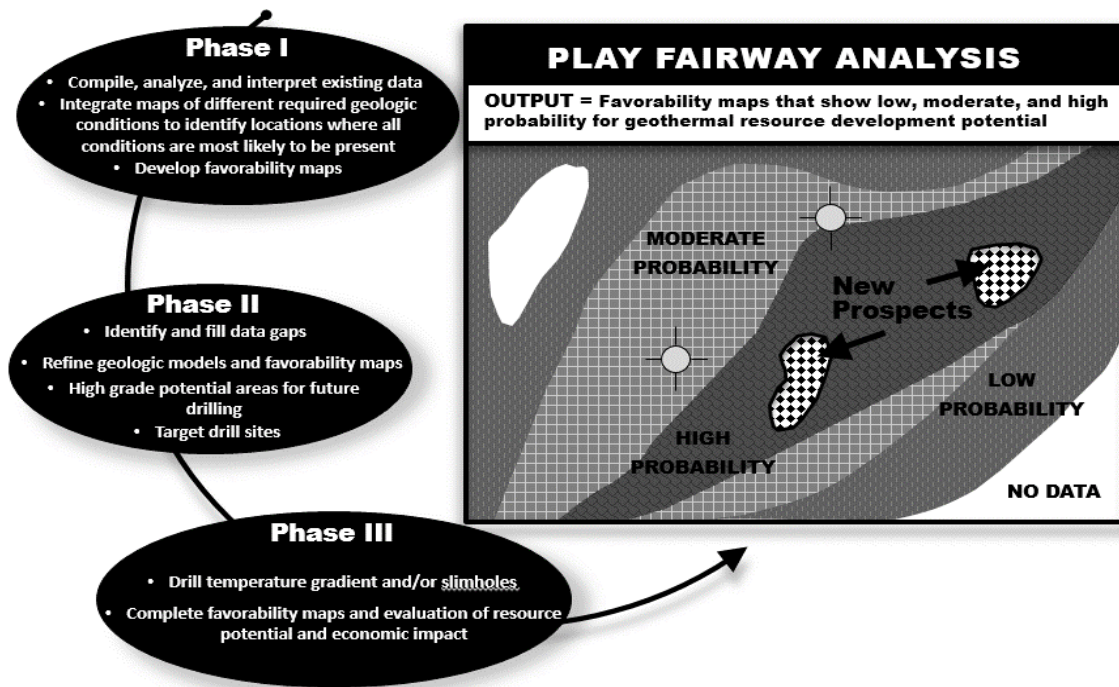 Phase I
• Compile, analyze, and interpret existing data
• Integrate maps of different required geologic
conditions to identify locations where all
conditions are most likely to be present
• Develop favorability maps
Phase II
• Identify and fill data gaps
• Refine geologic models and favorability maps
• High grade potential areas for future
drilling
• Target drill sites
Phase III
• Drill temperature gradient and/or slimholes
• Complete favorability maps and evaluation of resource
potential and economic impact
PLAY FAIRWAY ANALYSIS
OUTPUT = Favorability maps that show low, moderate, and high
probability for geothermal resource development potential
MODERATE
PROBABILITY
New
Prospects
LOW
PROBABILITY
HIGH
PROBABILITY
NO DATA